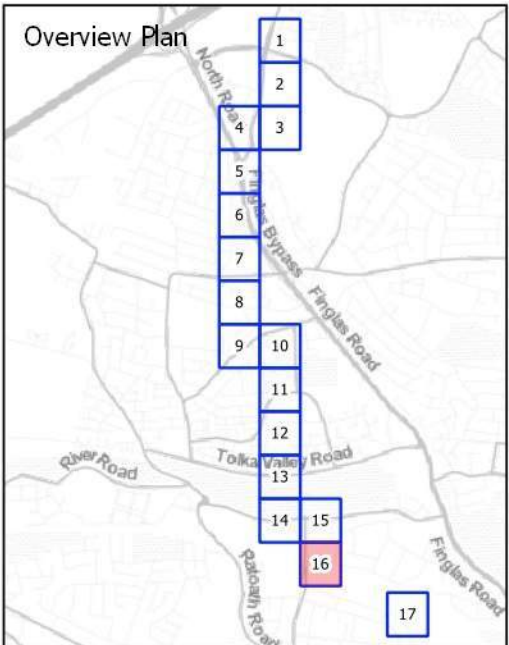 Overview Plan
1
2
North Road
4
3
5
Finglas Bypass
6
7
8
Finglas Road
9
10
11
12
Tolka Valley Road
River Road
13
14
15
16
Ratoath Road
Finglas Road
17